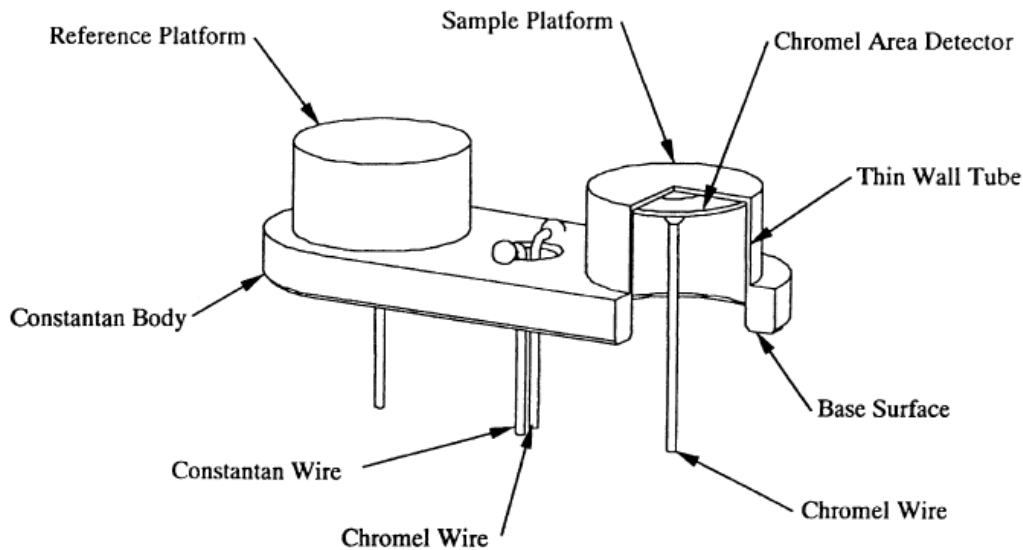 Sample Platform
Reference Platform
Chromel Area Detector
Thin Wall Tube
Constantan Body
Base Surface
Constantan Wire
Chromel Wire
Chromel Wire